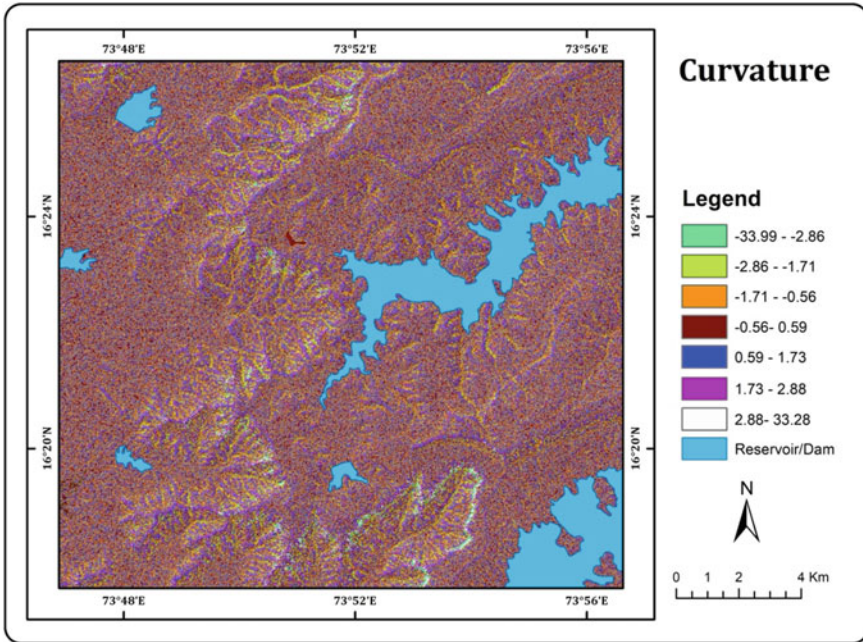 73°48'E 73°52'E 73°56'E
Curvature
16°24'N 16°24'N
Legend
-33.99 - -2.86
-2.86 - -1.71
-1.71 - -0.56
-0.56- 0.59
0.59 - 1.73
1.73 - 2.88
2.88- 33.28
Reservoir/Dam
16°20'N 16°20'N
N
0 1 2 4 Km
73°48'E 73°52'E 73°56'E